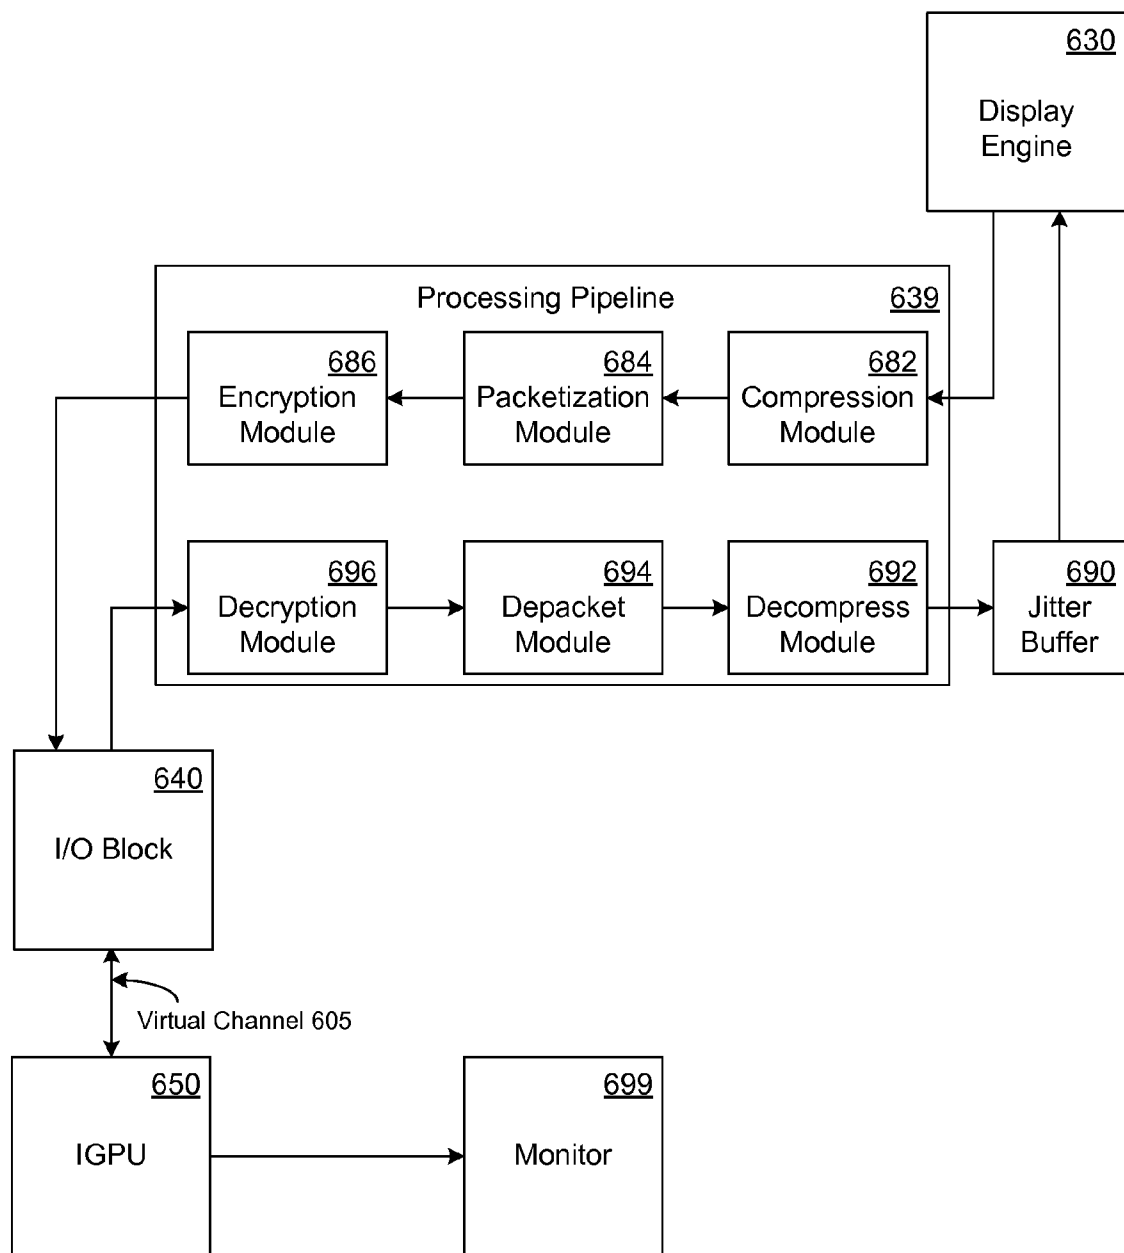 630
Display
Engine
Processing Pipeline
639
686
Encryption
Module
684
Packetization
Module
682
Compression
Module
696
Decryption
Module
694
Depacket
Module
692
Decompress
Module
690
Jitter
Buffer
640
I/O Block
Virtual Channel 605
650
IGPU
699
Monitor